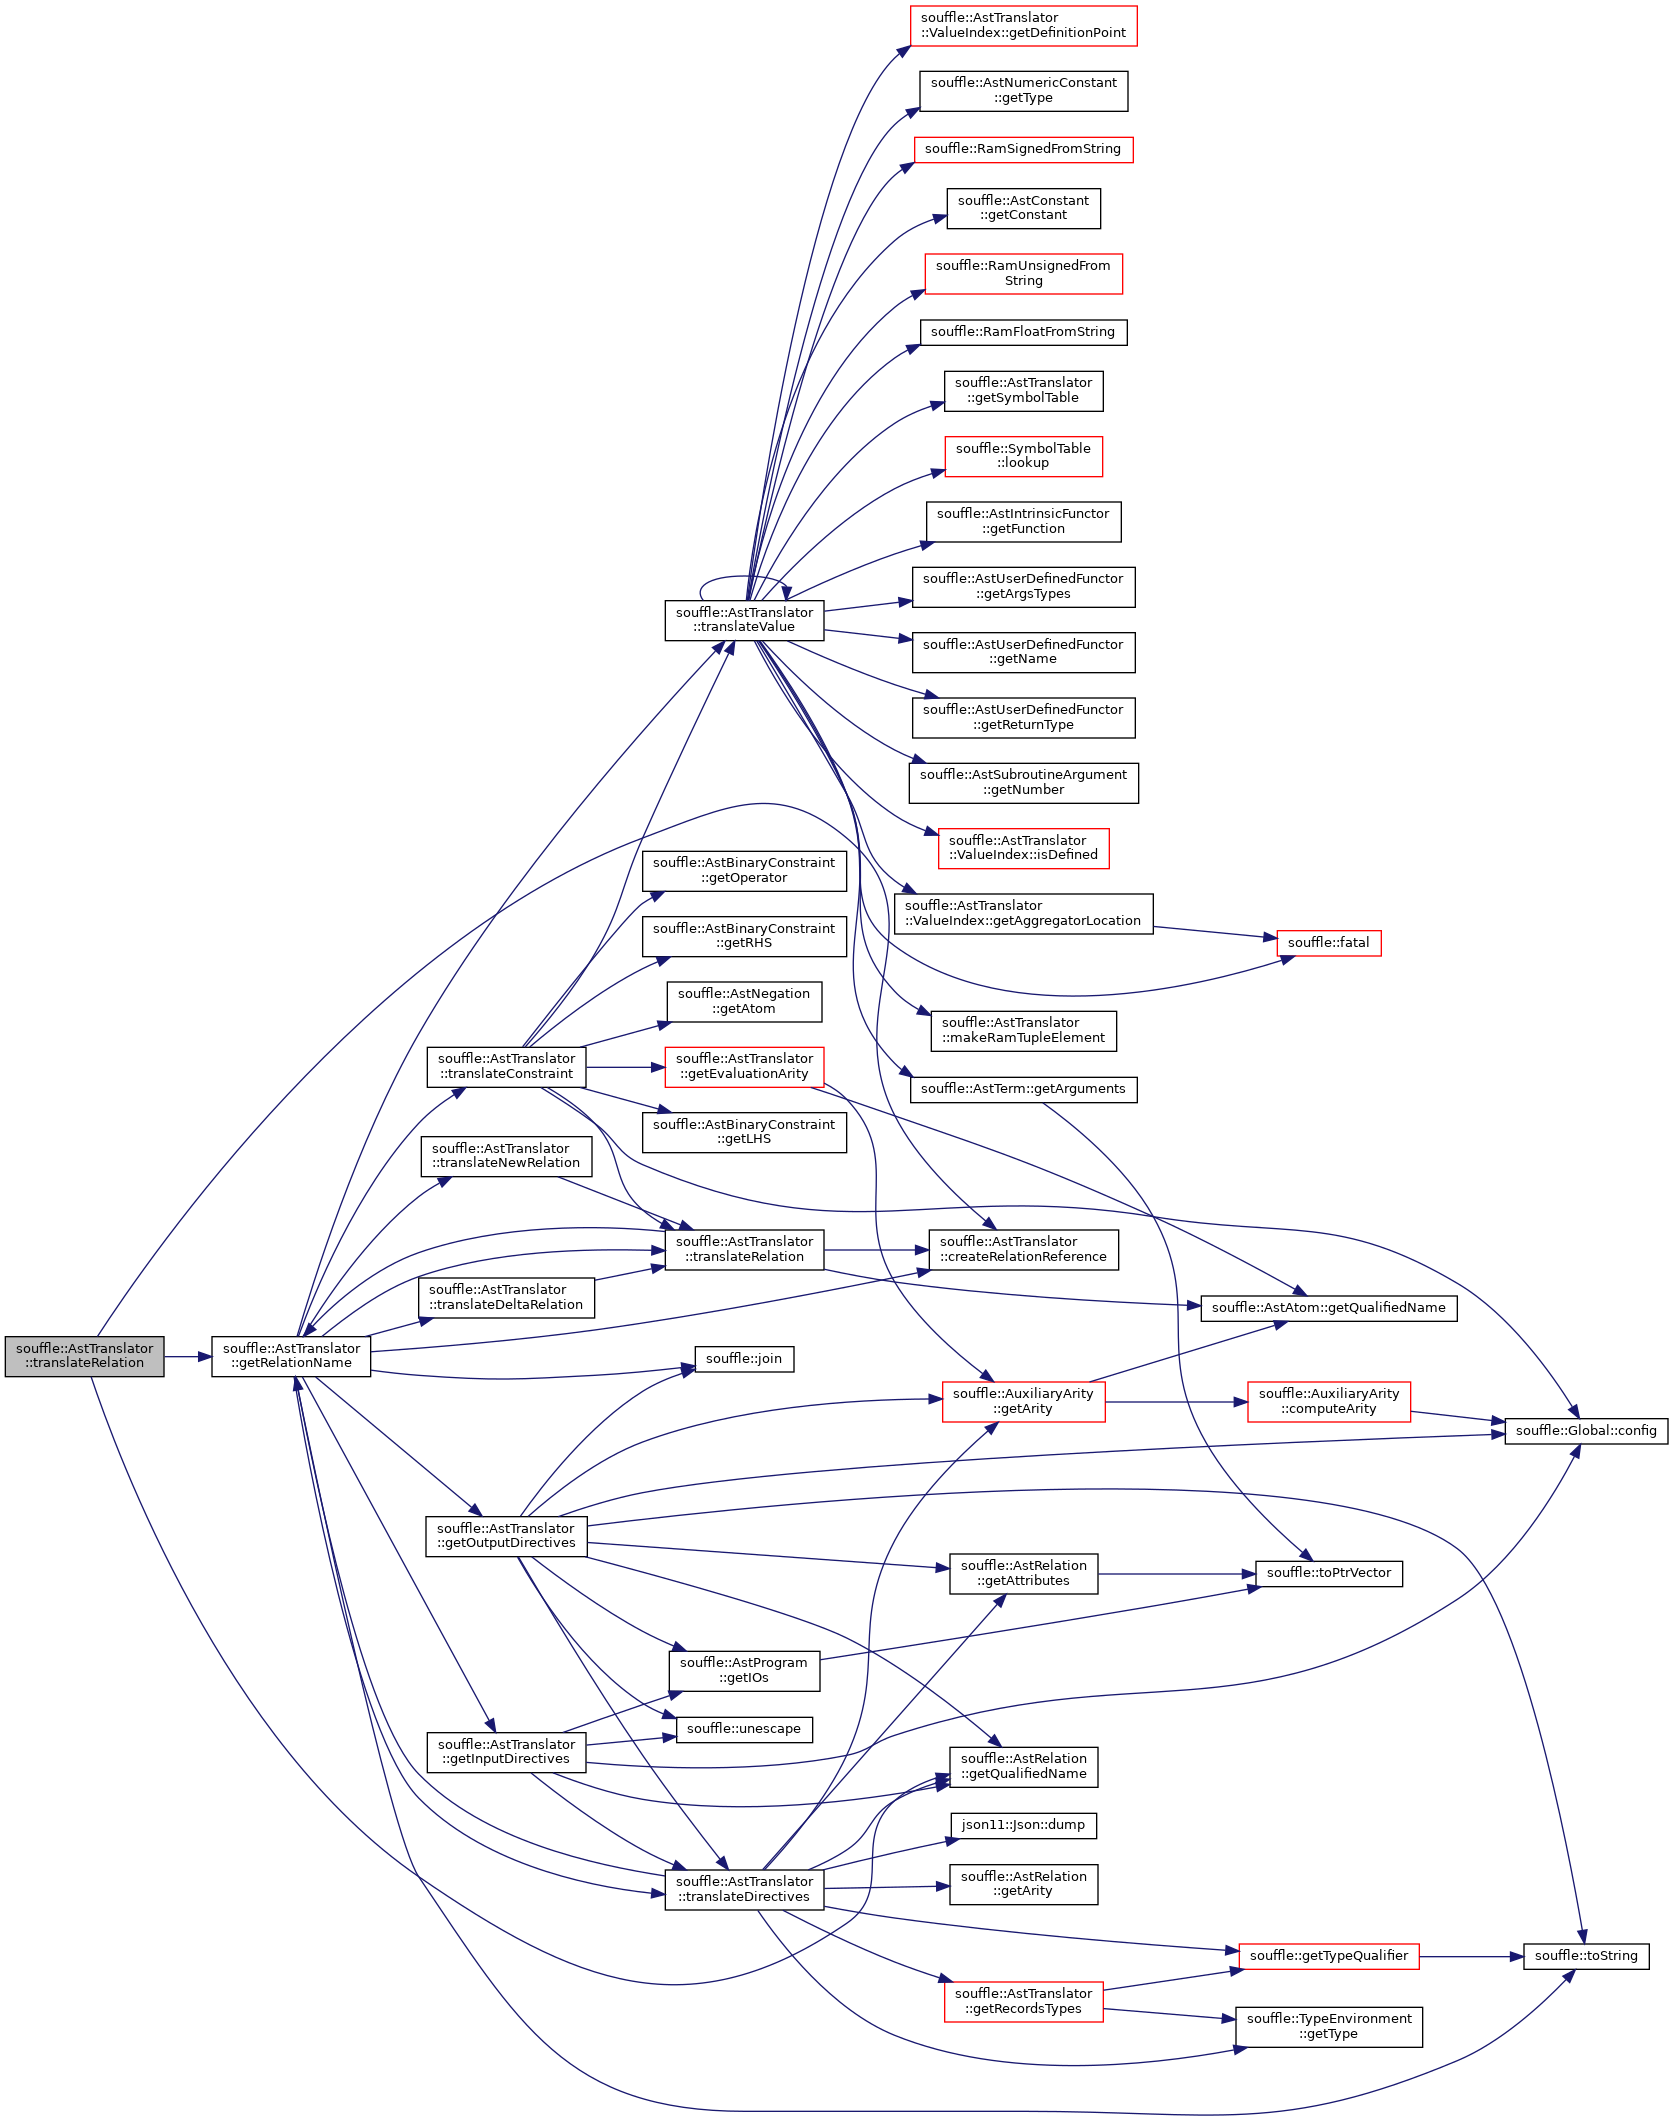 souffle::AstTranslator
::ValueIndex::getDefinitionPoint
souffle::AstNumericConstant
::getType
souffle::RamSignedFromString
souffle::AstConstant
::getConstant
souffle::RamUnsignedFrom
String
souffle::RamFloatFromString
souffle::AstTranslator
::getSymbolTable
souffle::SymbolTable
::lookup
souffle::AstIntrinsicFunctor
::getFunction
souffle::AstUserDefinedFunctor
::getArgsTypes
souffle::AstTranslator
::translateValue
souffle::AstUserDefinedFunctor
::getName
souffle::AstUserDefinedFunctor
::getReturnType
souffle::AstSubroutineArgument
::getNumber
souffle::AstTranslator
::ValueIndex::isDefined
souffle::AstBinaryConstraint
::getOperator
souffle::AstTranslator
::ValueIndex::getAggregatorLocation
souffle::AstBinaryConstraint
::getRHS
souffle::fatal
souffle::AstNegation
::getAtom
souffle::AstTranslator
::makeRamTupleElement
souffle::AstTranslator
::translateConstraint
souffle::AstTranslator
::getEvaluationArity
souffle::AstTerm::getArguments
souffle::AstBinaryConstraint
::getLHS
souffle::AstTranslator
::translateNewRelation
souffle::AstTranslator
::translateRelation
souffle::AstTranslator
::createRelationReference
souffle::AstTranslator
::translateDeltaRelation
souffle::AstAtom::getQualifiedName
souffle::AstTranslator
::translateRelation
souffle::AstTranslator
::getRelationName
souffle::join
souffle::AuxiliaryArity
::getArity
souffle::AuxiliaryArity
::computeArity
souffle::Global::config
souffle::AstTranslator
::getOutputDirectives
souffle::AstRelation
::getAttributes
souffle::toPtrVector
souffle::AstProgram
::getIOs
souffle::unescape
souffle::AstTranslator
::getInputDirectives
souffle::AstRelation
::getQualifiedName
json11::Json::dump
souffle::AstTranslator
::translateDirectives
souffle::AstRelation
::getArity
souffle::getTypeQualifier
souffle::toString
souffle::AstTranslator
::getRecordsTypes
souffle::TypeEnvironment
::getType